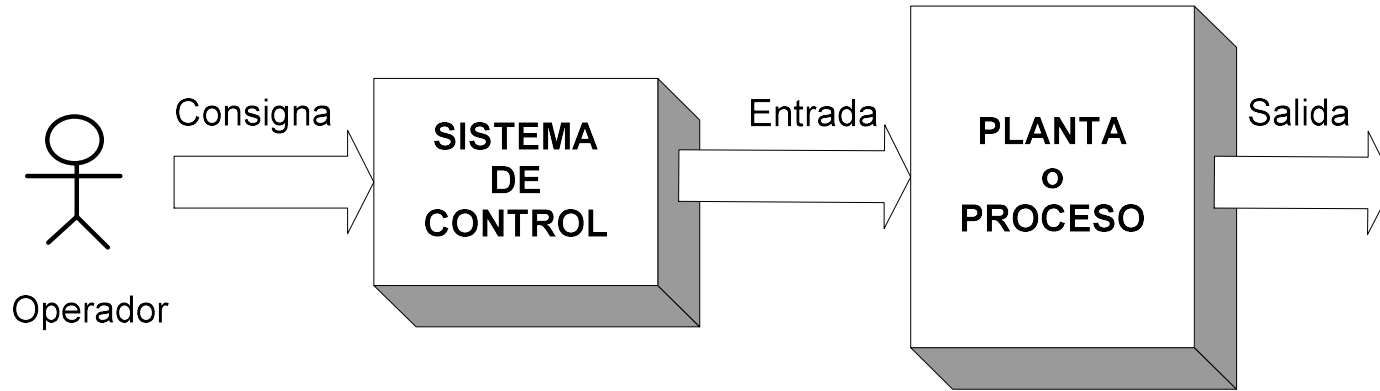 Operador
Consigna
SISTEMA
DE
CONTROL
Entrada
PLANTA
o
PROCESO
Salida